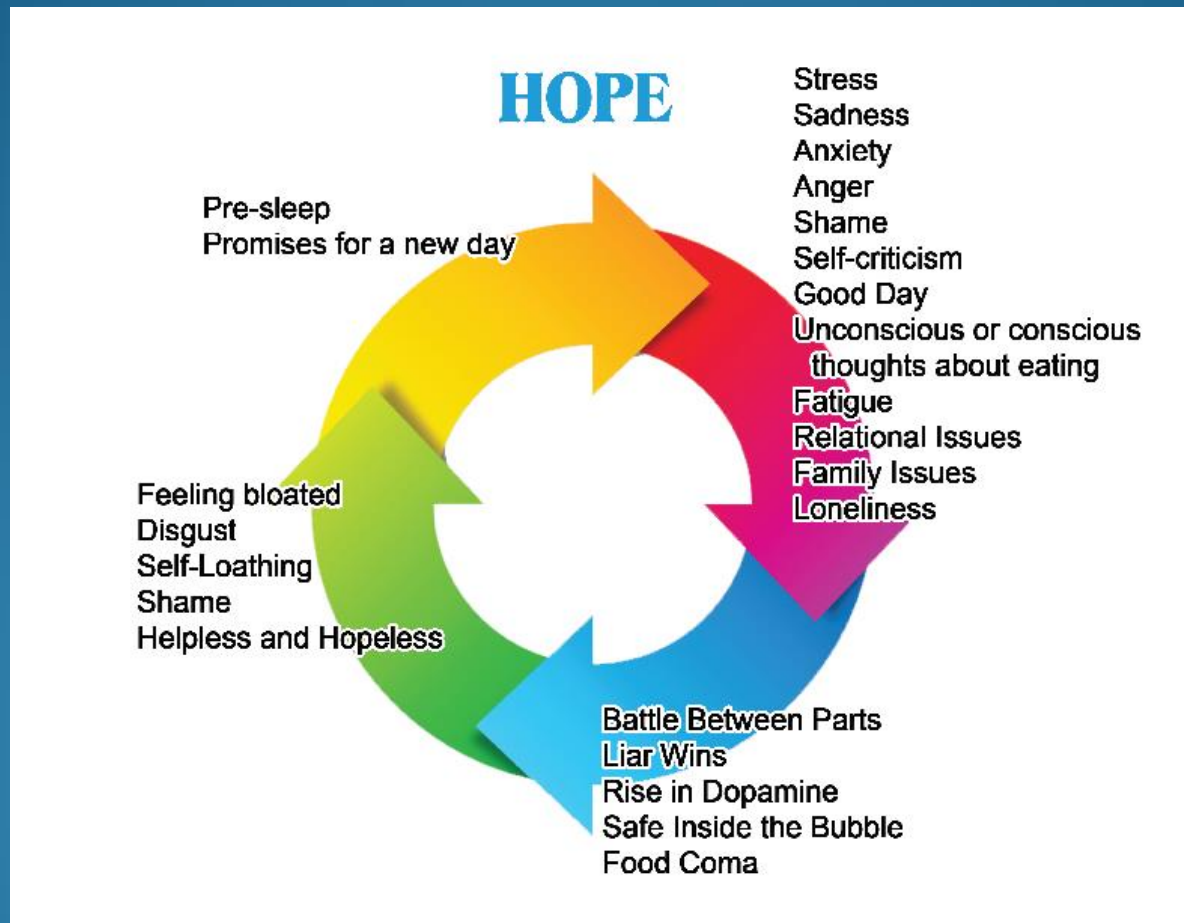 HOPE
Stress
Sadness
Anxiety
Anger
Shame
Self-criticism
Good Day
Unconscious or conscious
thoughts about eating
Fatigue
Relational Issues
Family Issues
Loneliness
Battle Between Parts
Liar Wins
Rise in Dopamine
Safe Inside the Bubble
Food Coma
Feeling bloated
Disgust
Self-Loathing
Shame
Helpless and Hopeless
Pre-sleep
Promises for a new day